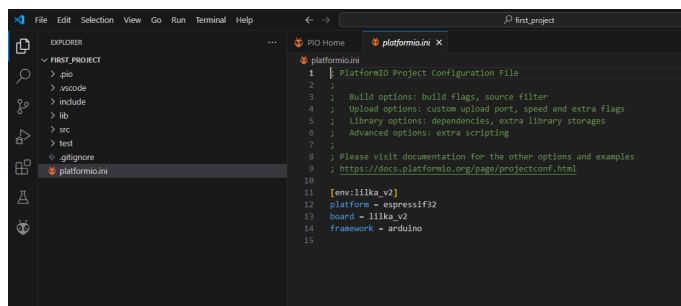 File Edit Selection View Go Run Terminal Help
first_project
EXPLORER
FIRST_PROJECT
.pio
.vscode
include
lib
src
test
.gitignore
platformio.ini
PIO Home
platformio.ini
platformio.ini
1 ; PlatformIO Project Configuration File
2 ;
3 ;   Build options: build flags, source filter
4 ;   Upload options: custom upload port, speed and extra flags
5 ;   Library options: dependencies, extra library storages
6 ;   Advanced options: extra scripting
7 ;
8 ; Please visit documentation for the other options and examples
9 ; https://docs.platformio.org/page/projectconf.html
10
11 [env:lilka_v2]
12 platform = espressif32
13 board = lilka_v2
14 framework = arduino
15